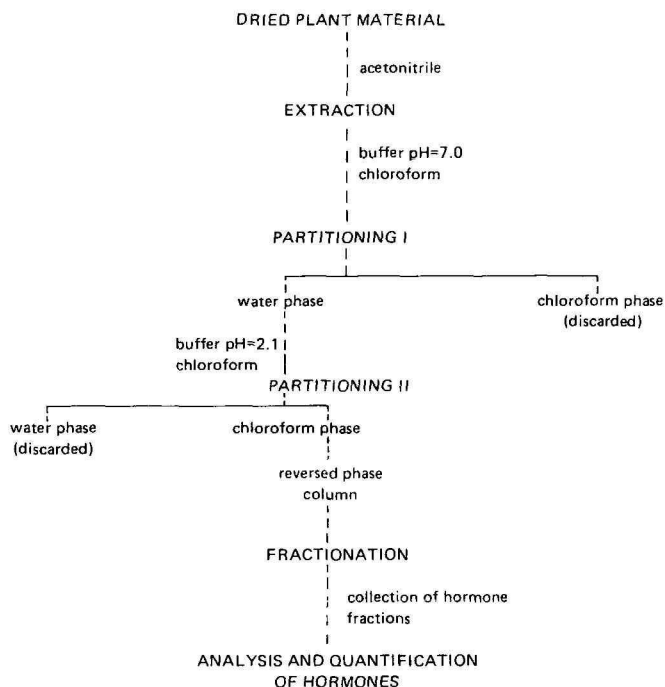 DRIED PLANT MATERIAL
acetonitrile
EXTRACTION
buffer pH=7.0
chloroform
PARTITIONING I
water phase
chloroform phase
(discarded)
buffer pH=2.1
chloroform
PARTITIONING II
water phase
(discarded)
chloroform phase
reversed phase
column
FRACTIONATION
collection of hormone
fractions
ANALYSIS AND QUANTIFICATION
OF HORMONES